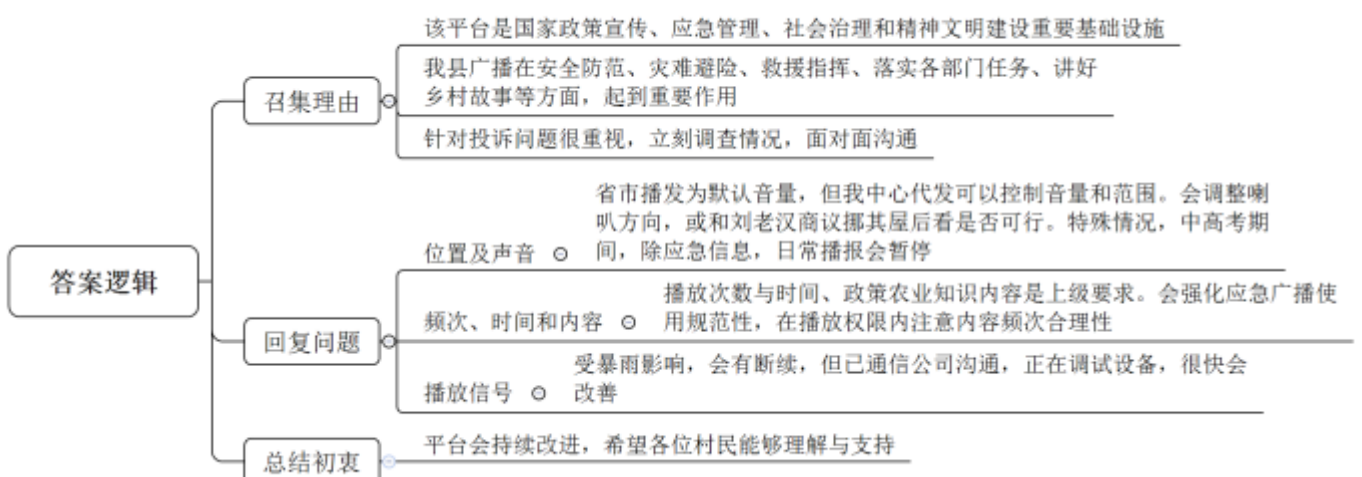 答案逻辑
召集理由
该平台是国家政策宣传、应急管理、社会治理和精神文明建设重要基础设施
我县广播在安全防范、灾难避险、救援指挥、落实各部门任务、讲好
乡村故事等方面，起到重要作用
针对投诉问题很重视，立刻调查情况，面对面沟通
回复问题
位置及声音
省市播发为默认音量，但我中心代发可以控制音量和范围。会调整喇
叭方向，或和刘老汉商议挪其屋后看是否可行。特殊情况，中高考期
间，除应急信息，日常播报会暂停
频次、时间和内容
播放次数与时间、政策农业知识内容是上级要求。会强化应急广播使
用规范性，在播放权限内注意内容频次合理性
播放信号
受暴雨影响，会有断续，但已通信公司沟通，正在调试设备，很快会
改善
总结初衷
平台会持续改进，希望各位村民能够理解与支持